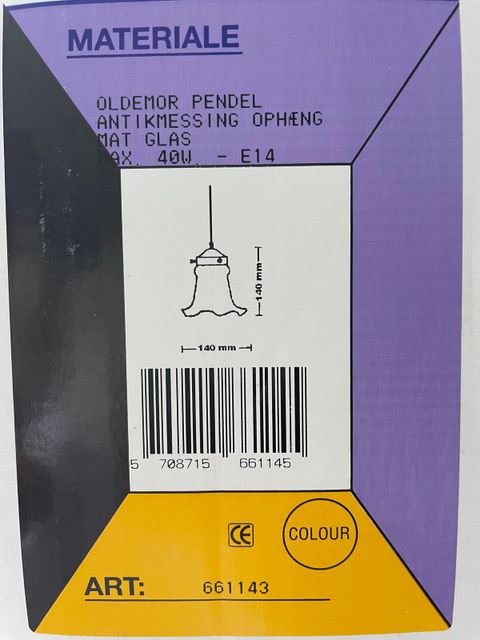 MATERIALE
OLDEMOR PENDEL
ANTIKMESSING OPHÆNG
MAT GLAS
MAX. 40W. - E14
140 mm
140 mm
5 708715 661145
CE
COLOUR
ART: 661143